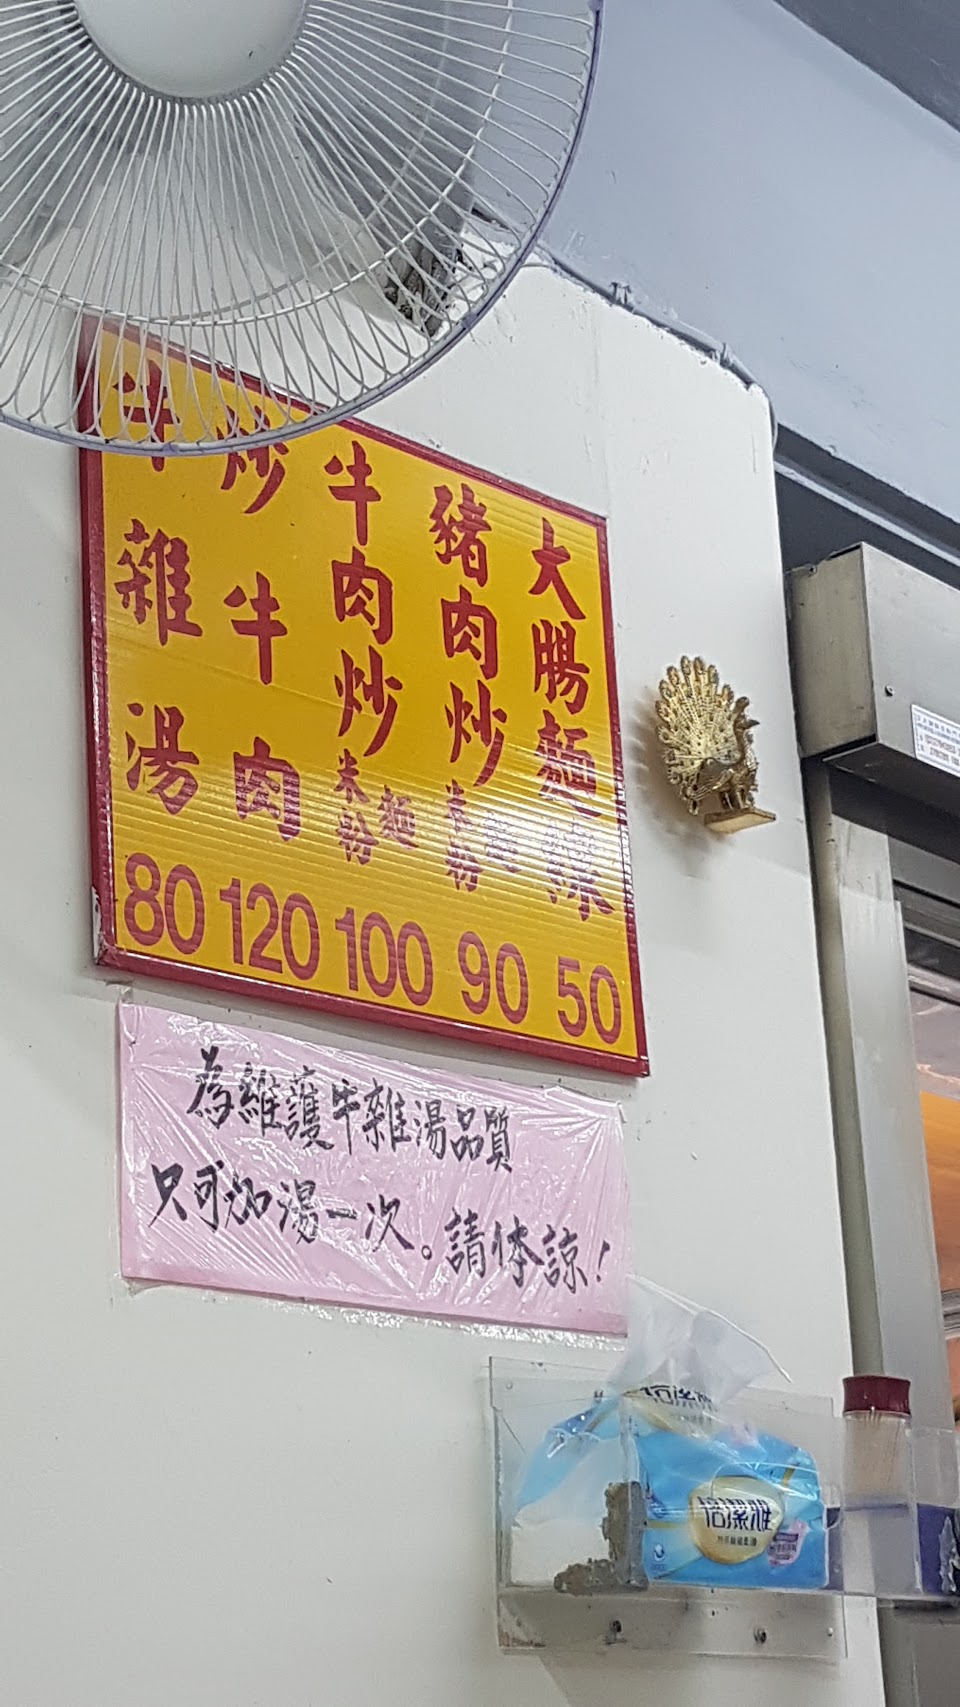 大腸麵線 50
豬肉炒米粉麵 90
牛肉炒米粉麵 100
炒牛肉 120
牛雜湯 80
為維護牛雜湯品質
只可加湯一次。請体諒!
倍潔雅